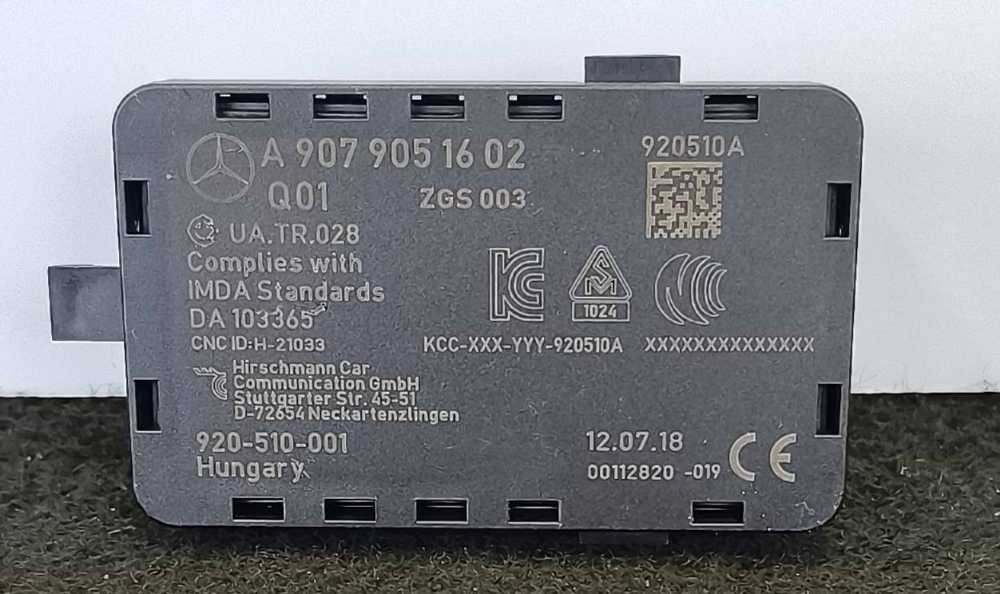 A 907 905 16 02
920510A
Q01 ZGS 003
UA.TR.028
Complies with
IMDA Standards
DA 103365
CNC ID:H-21033
KC
SM
1024
KCC-XXX-YYY-920510A XXXXXXXXXXXXXX
Hirschmann Car
Communication GmbH
Stuttgarter Str. 45-51
D-72654 Neckartenzlingen
920-510-001
Hungary
12.07.18
00112820 -019
CE